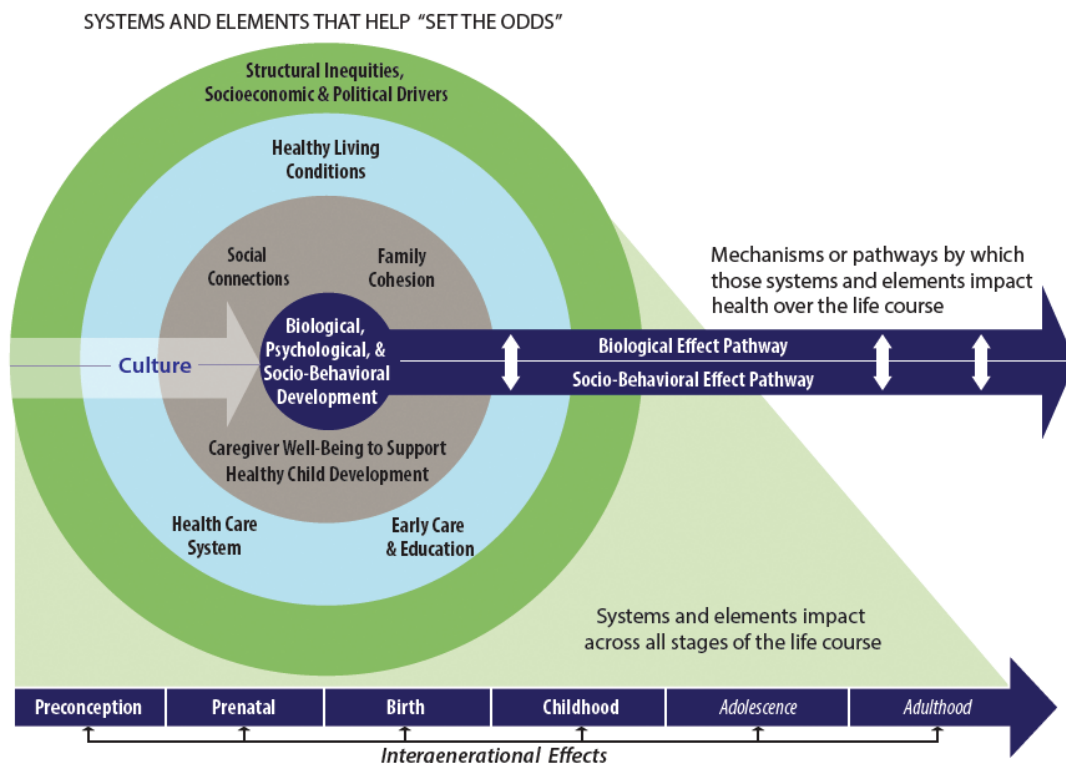 SYSTEMS AND ELEMENTS THAT HELP “SET THE ODDS”
Structural Inequities,
Socioeconomic & Political Drivers
Healthy Living
Conditions
Social
Connections
Family
Cohesion
Mechanisms or pathways by which
those systems and elements impact
health over the life course
Culture
Biological,
Psychological, &
Socio-Behavioral
Development
Biological Effect Pathway
Socio-Behavioral Effect Pathway
Caregiver Well-Being to Support
Healthy Child Development
Health Care
System
Early Care
& Education
Systems and elements impact
across all stages of the life course
Preconception
Prenatal
Birth
Childhood
Adolescence
Adulthood
Intergenerational Effects